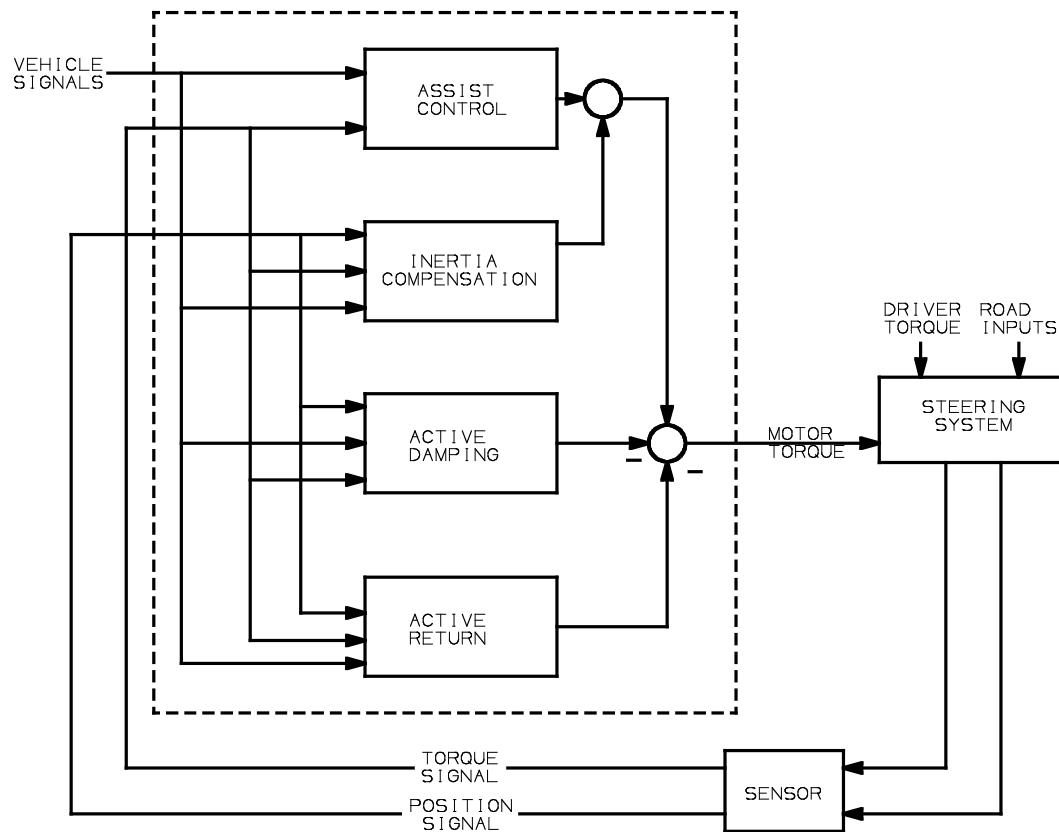 VEHICLE
SIGNALS
ASSIST
CONTROL
INERTIA
COMPENSATION
DRIVER
TORQUE
ROAD
INPUTS
STEERING
SYSTEM
ACTIVE
DAMPING
MOTOR
TORQUE
ACTIVE
RETURN
TORQUE
SIGNAL
SENSOR
POSITION
SIGNAL